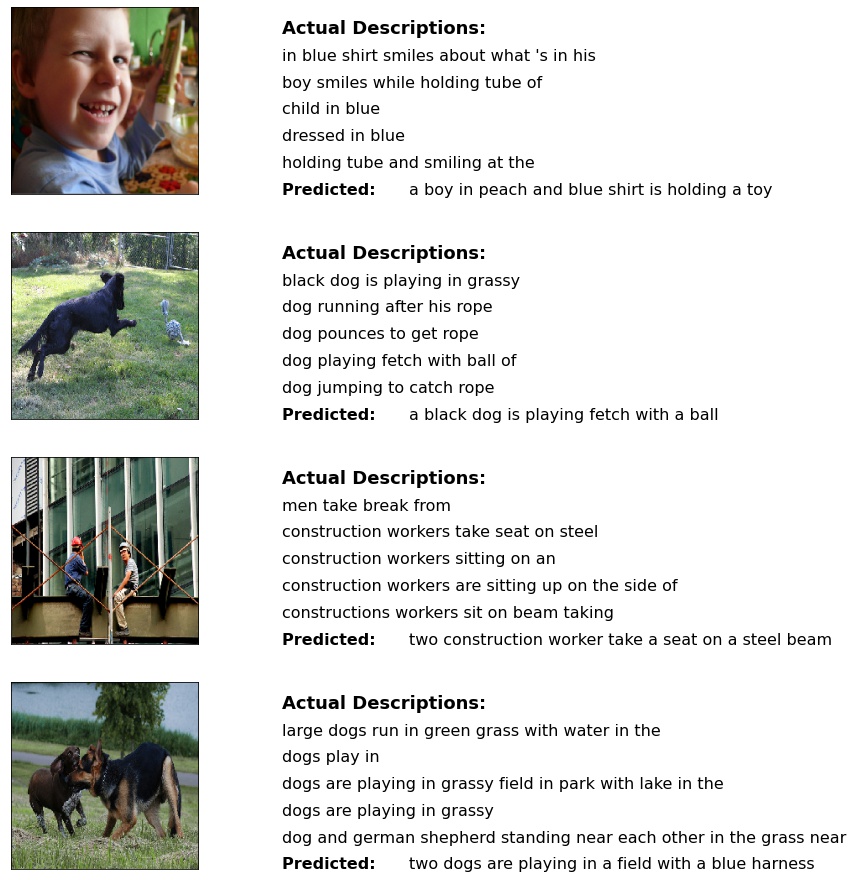 Actual Descriptions:
in blue shirt smiles about what 's in his
boy smiles while holding tube of
child in blue
dressed in blue
holding tube and smiling at the
Predicted: a boy in peach and blue shirt is holding a toy
Actual Descriptions:
black dog is playing in grassy
dog running after his rope
dog pounces to get rope
dog playing fetch with ball of
dog jumping to catch rope
Predicted: a black dog is playing fetch with a ball
Actual Descriptions:
men take break from
construction workers take seat on steel
construction workers sitting on an
construction workers are sitting up on the side of
constructions workers sit on beam taking
Predicted: two construction worker take a seat on a steel beam
Actual Descriptions:
large dogs run in green grass with water in the
dogs play in
dogs are playing in grassy field in park with lake in the
dogs are playing in grassy
dog and german shepherd standing near each other in the grass near
Predicted: two dogs are playing in a field with a blue harness